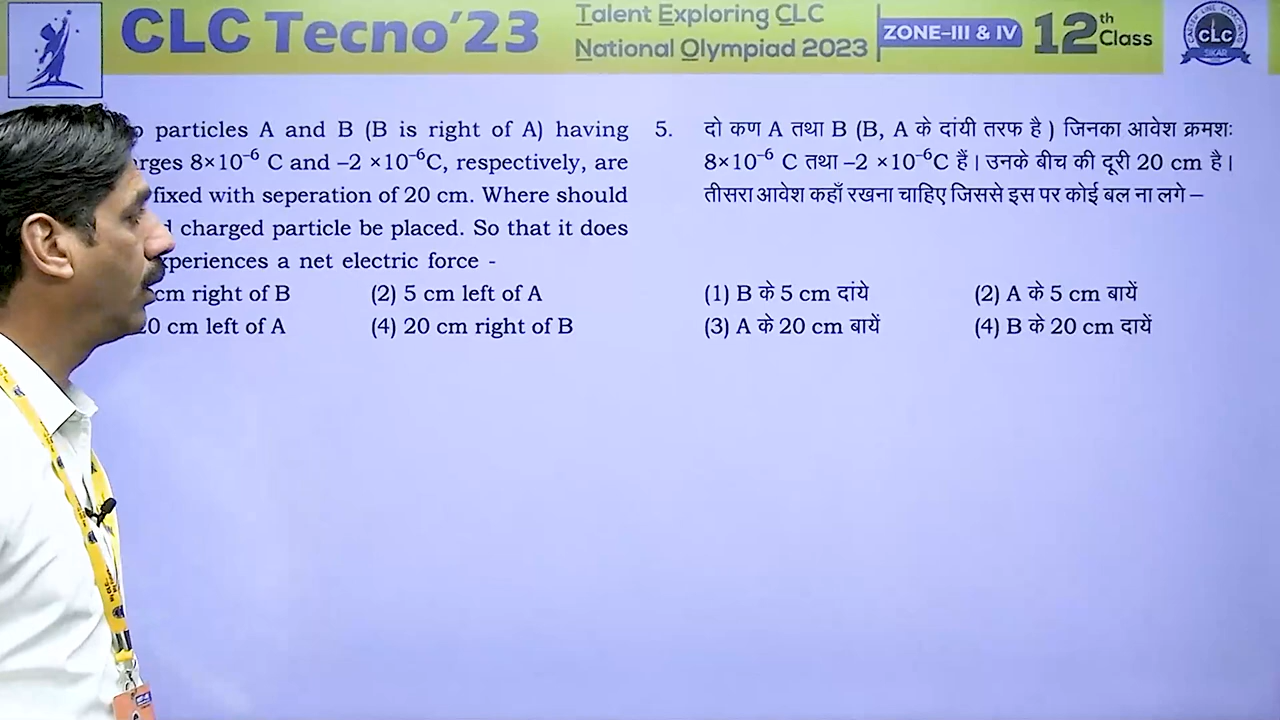 CLC Tecno'23
Talent Exploring CLC
National Olympiad 2023
ZONE–III & IV
12th Class
CLC
SIKAR
particles A and B (B is right of A) having
8×10⁻⁶ C and –2 ×10⁻⁶C, respectively, are
fixed with seperation of 20 cm. Where should
charged particle be placed. So that it does
experiences a net electric force -
cm right of B (2) 5 cm left of A
20 cm left of A (4) 20 cm right of B
5. दो कण A तथा B (B, A के दांयी तरफ है ) जिनका आवेश क्रमशः
8×10⁻⁶ C तथा –2 ×10⁻⁶C हैं। उनके बीच की दूरी 20 cm है।
तीसरा आवेश कहाँ रखना चाहिए जिससे इस पर कोई बल ना लगे –
(1) B के 5 cm दांये (2) A के 5 cm बायें
(3) A के 20 cm बायें (4) B के 20 cm दायें